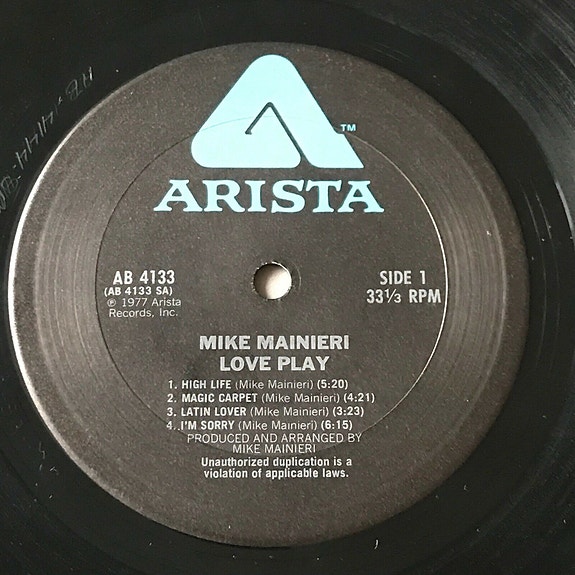 ™
ARISTA
AB 4133
(AB 4133 SA)
℗ 1977 Arista
Records, Inc.
SIDE 1
33⅓ RPM
MIKE MAINIERI
LOVE PLAY
1. HIGH LIFE (Mike Mainieri) (5:20)
2. MAGIC CARPET (Mike Mainieri) (4:21)
3. LATIN LOVER (Mike Mainieri) (3:23)
4. I'M SORRY (Mike Mainieri) (6:15)
PRODUCED AND ARRANGED BY
MIKE MAINIERI
Unauthorized duplication is a
violation of applicable laws.